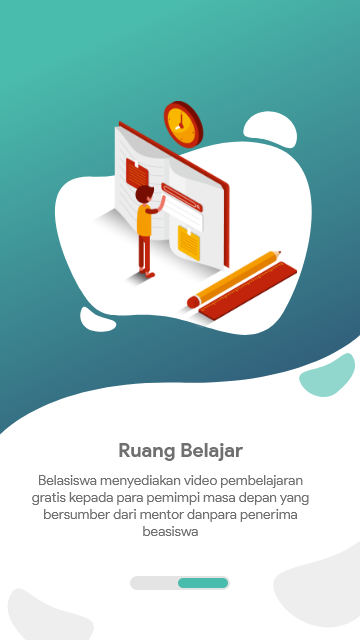 Ruang Belajar
Belasiswa menyediakan video pembelajaran
gratis kepada para pemimpi masa depan yang
bersumber dari mentor danpara penerima
beasiswa